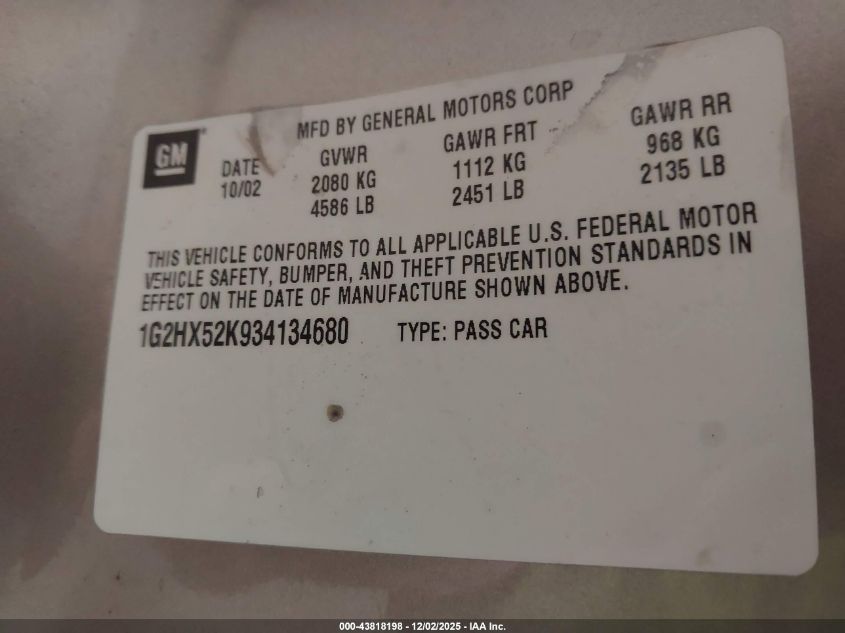 MFD BY GENERAL MOTORS CORP
GM
DATE GVWR GAWR FRT GAWR RR
10/02 2080 KG 1112 KG 968 KG
4586 LB 2451 LB 2135 LB
THIS VEHICLE CONFORMS TO ALL APPLICABLE U.S. FEDERAL MOTOR
VEHICLE SAFETY, BUMPER, AND THEFT PREVENTION STANDARDS IN
EFFECT ON THE DATE OF MANUFACTURE SHOWN ABOVE.
1G2HX52K934134680 TYPE: PASS CAR
000-43818198 - 12/02/2025 - IAA Inc.